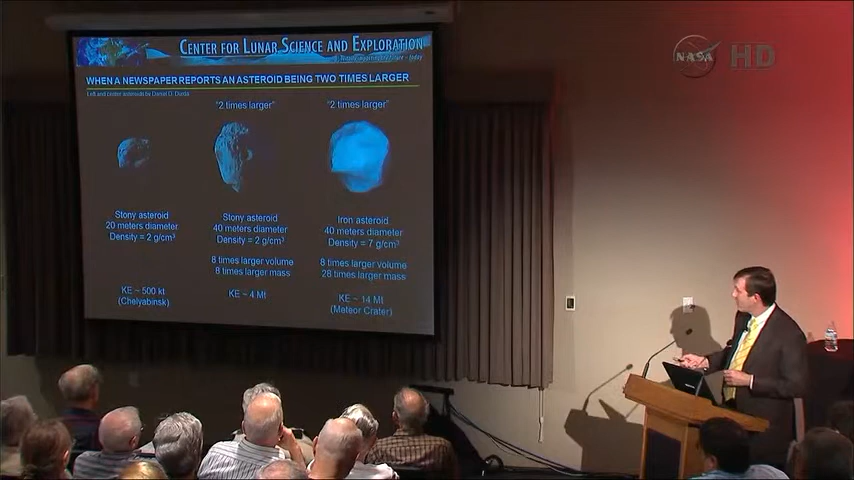 NASA HD
CENTER FOR LUNAR SCIENCE AND EXPLORATION
WHEN A NEWSPAPER REPORTS AN ASTEROID BEING TWO TIMES LARGER
Left and center asteroids by Daniel D. Durda
"2 times larger"
"2 times larger"
Stony asteroid
20 meters diameter
Density = 2 g/cm³
Stony asteroid
40 meters diameter
Density = 2 g/cm³
8 times larger volume
8 times larger mass
Iron asteroid
40 meters diameter
Density = 7 g/cm³
8 times larger volume
28 times larger mass
KE ~ 500 kt
(Chelyabinsk)
KE ~ 4 Mt
KE ~ 14 Mt
(Meteor Crater)